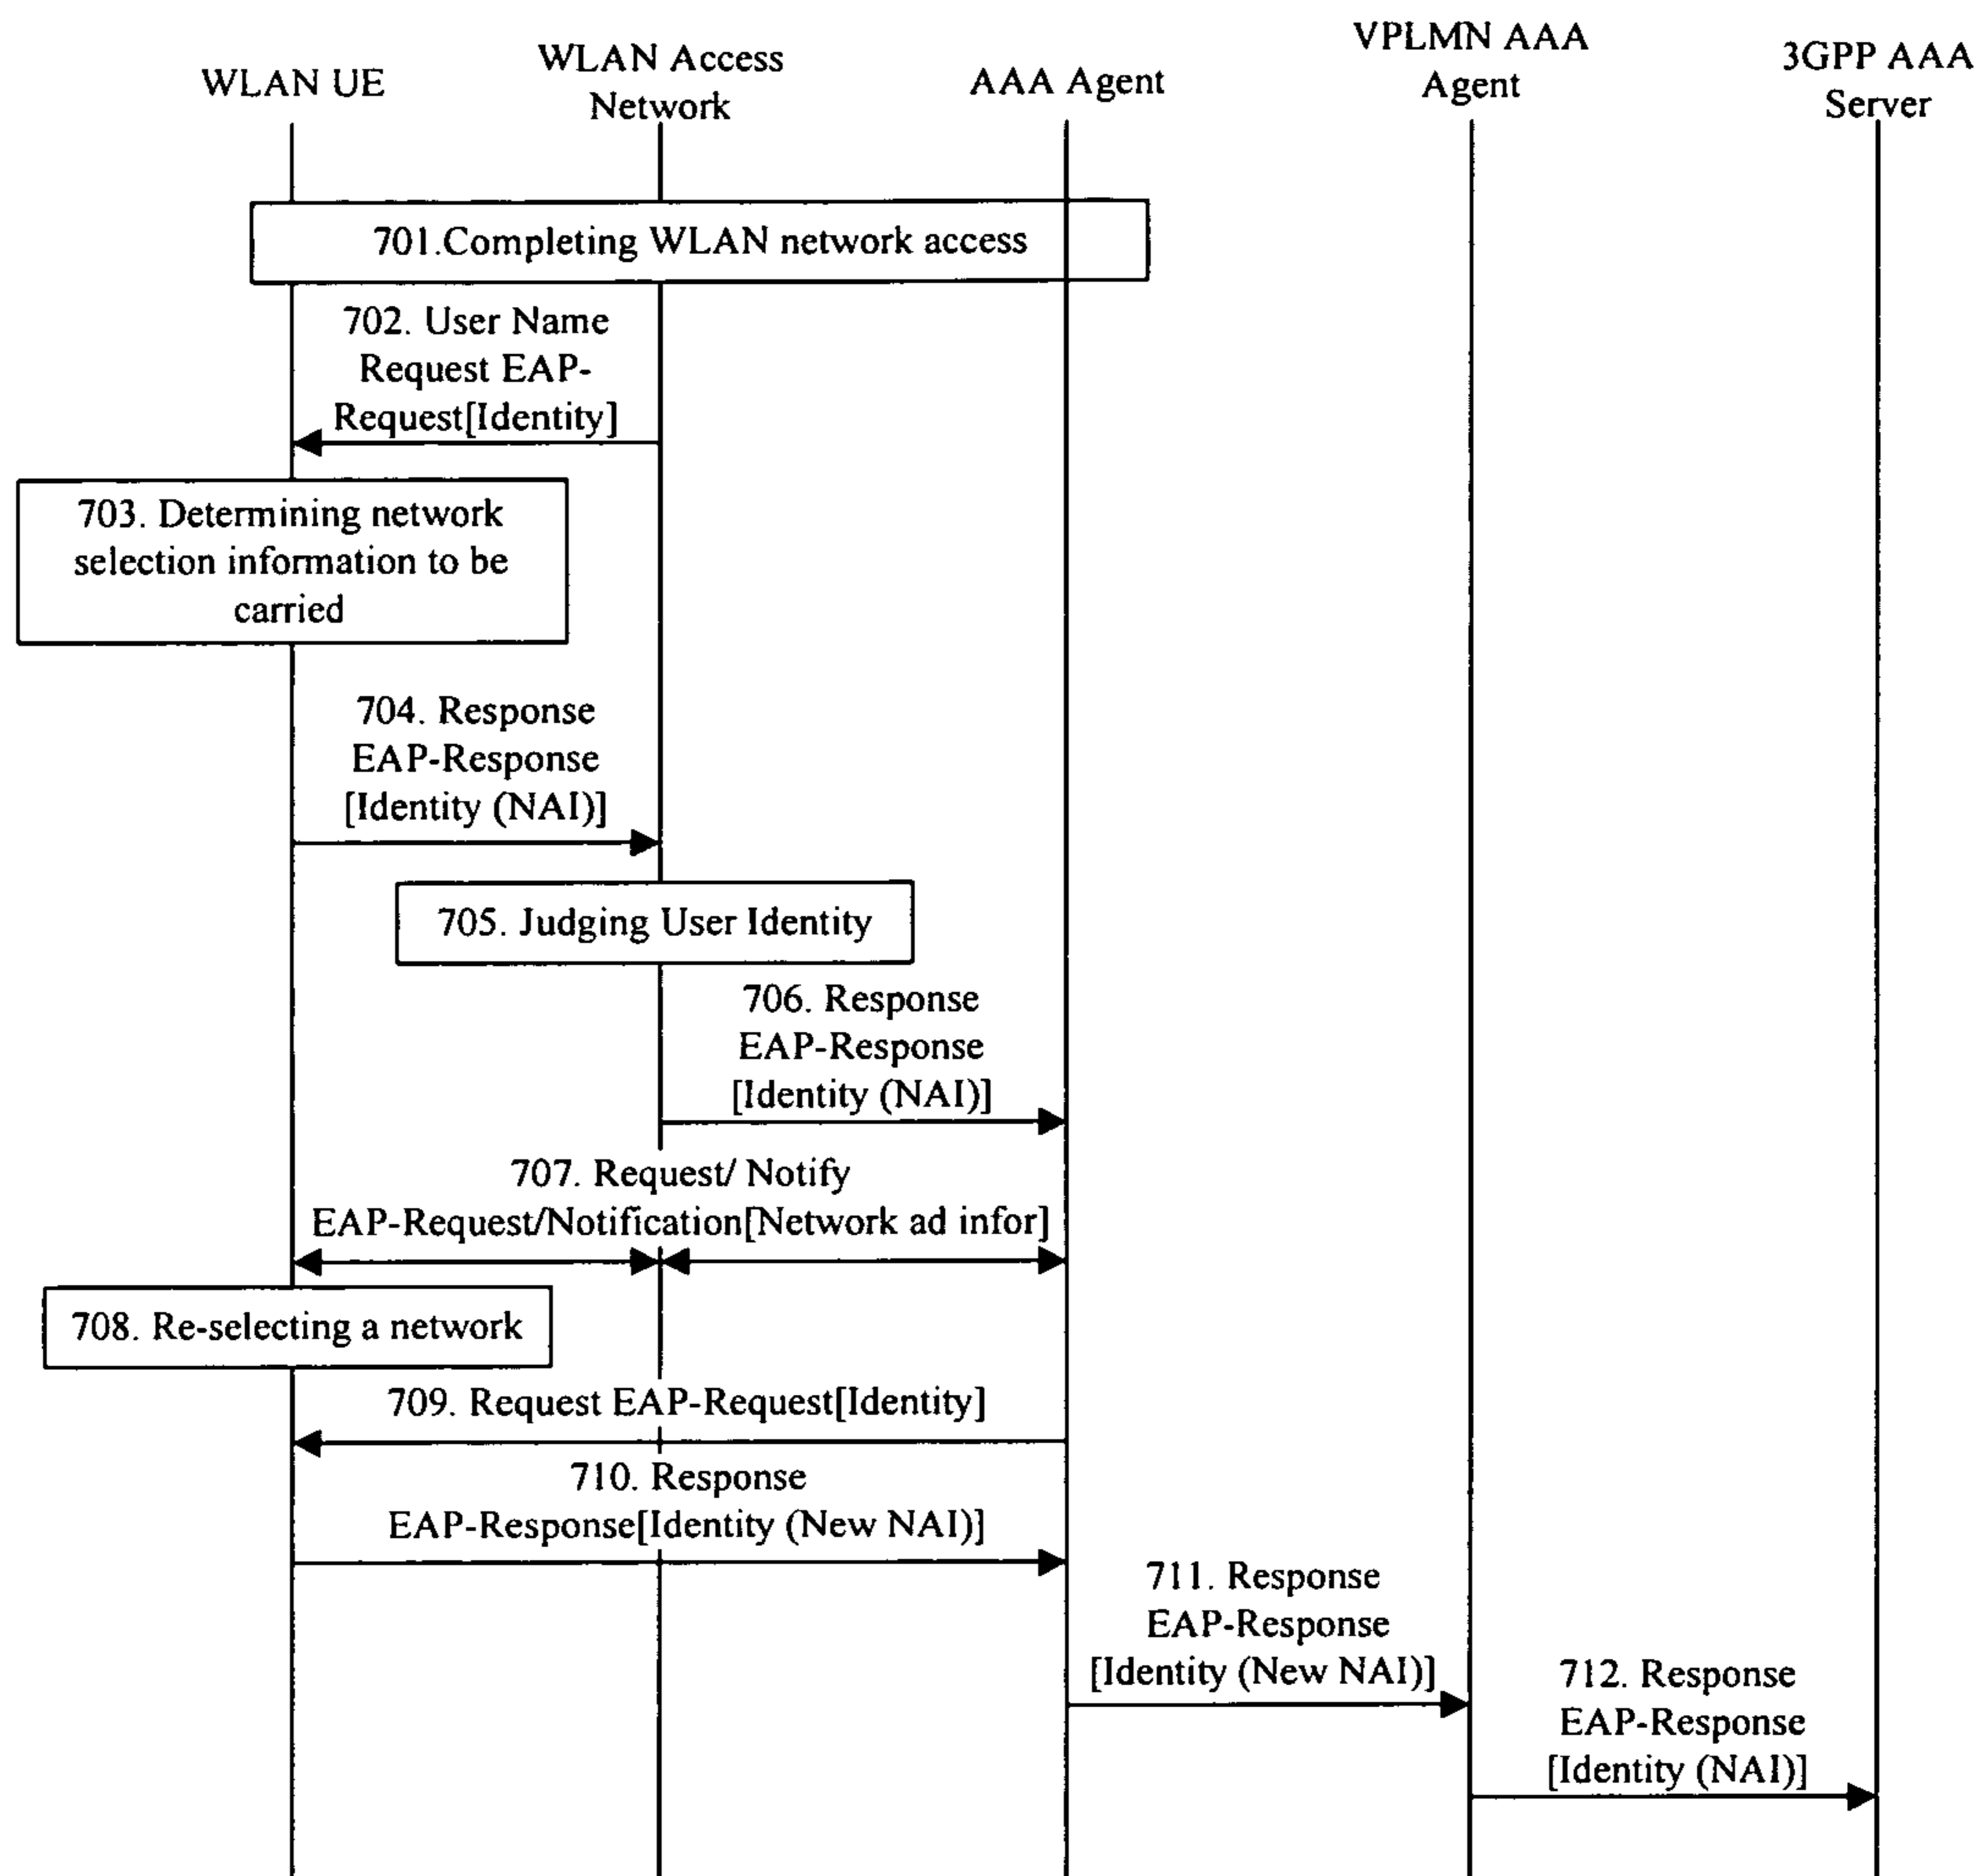 WLAN UE
WLAN Access
Network
AAA Agent
VPLMN AAA
Agent
3GPP AAA
Server
701.Completing WLAN network access
702. User Name
Request EAP-
Request[Identity]
703. Determining network
selection information to be
carried
704. Response
EAP-Response
[Identity (NAI)]
705. Judging User Identity
706. Response
EAP-Response
[Identity (NAI)]
707. Request/ Notify
EAP-Request/Notification[Network ad infor]
708. Re-selecting a network
709. Request EAP-Request[Identity]
710. Response
EAP-Response[Identity (New NAI)]
711. Response
EAP-Response
[Identity (New NAI)]
712. Response
EAP-Response
[Identity (NAI)]